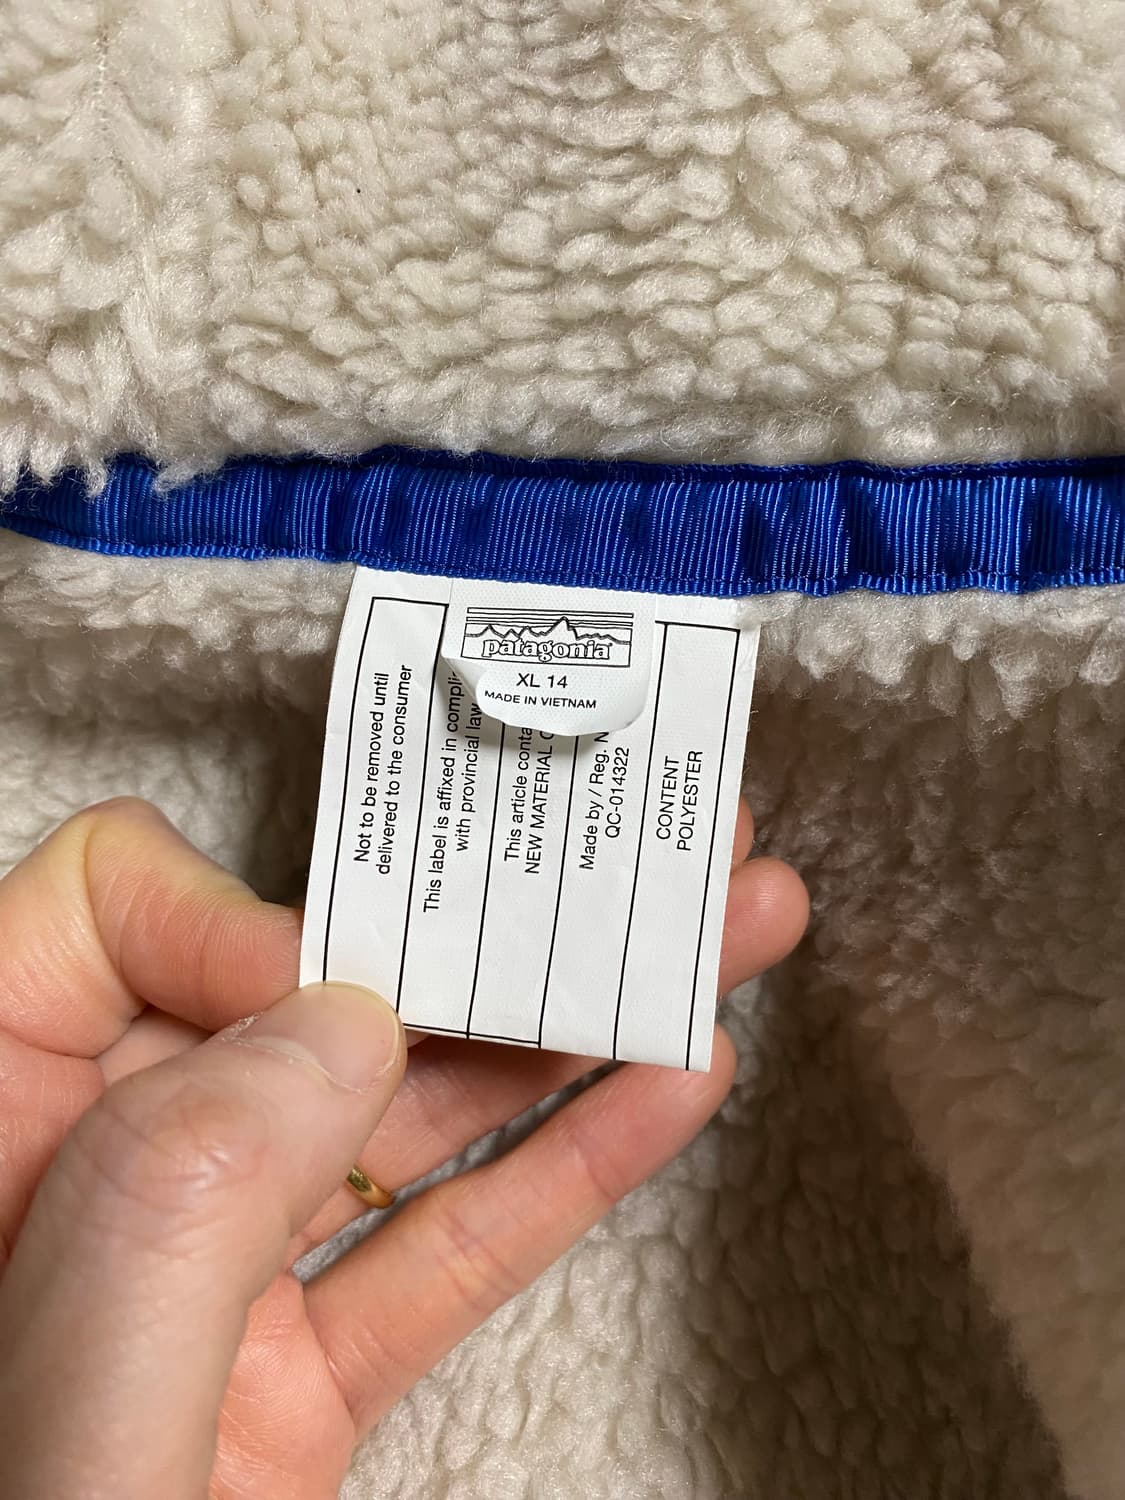 patagonia
XL 14
MADE IN VIETNAM
Not to be removed until
delivered to the consumer
This label is affixed in
with provincial law
This article
NEW MATERIAL
Made by / Reg.
QC-014322
CONTENT
POLYESTER